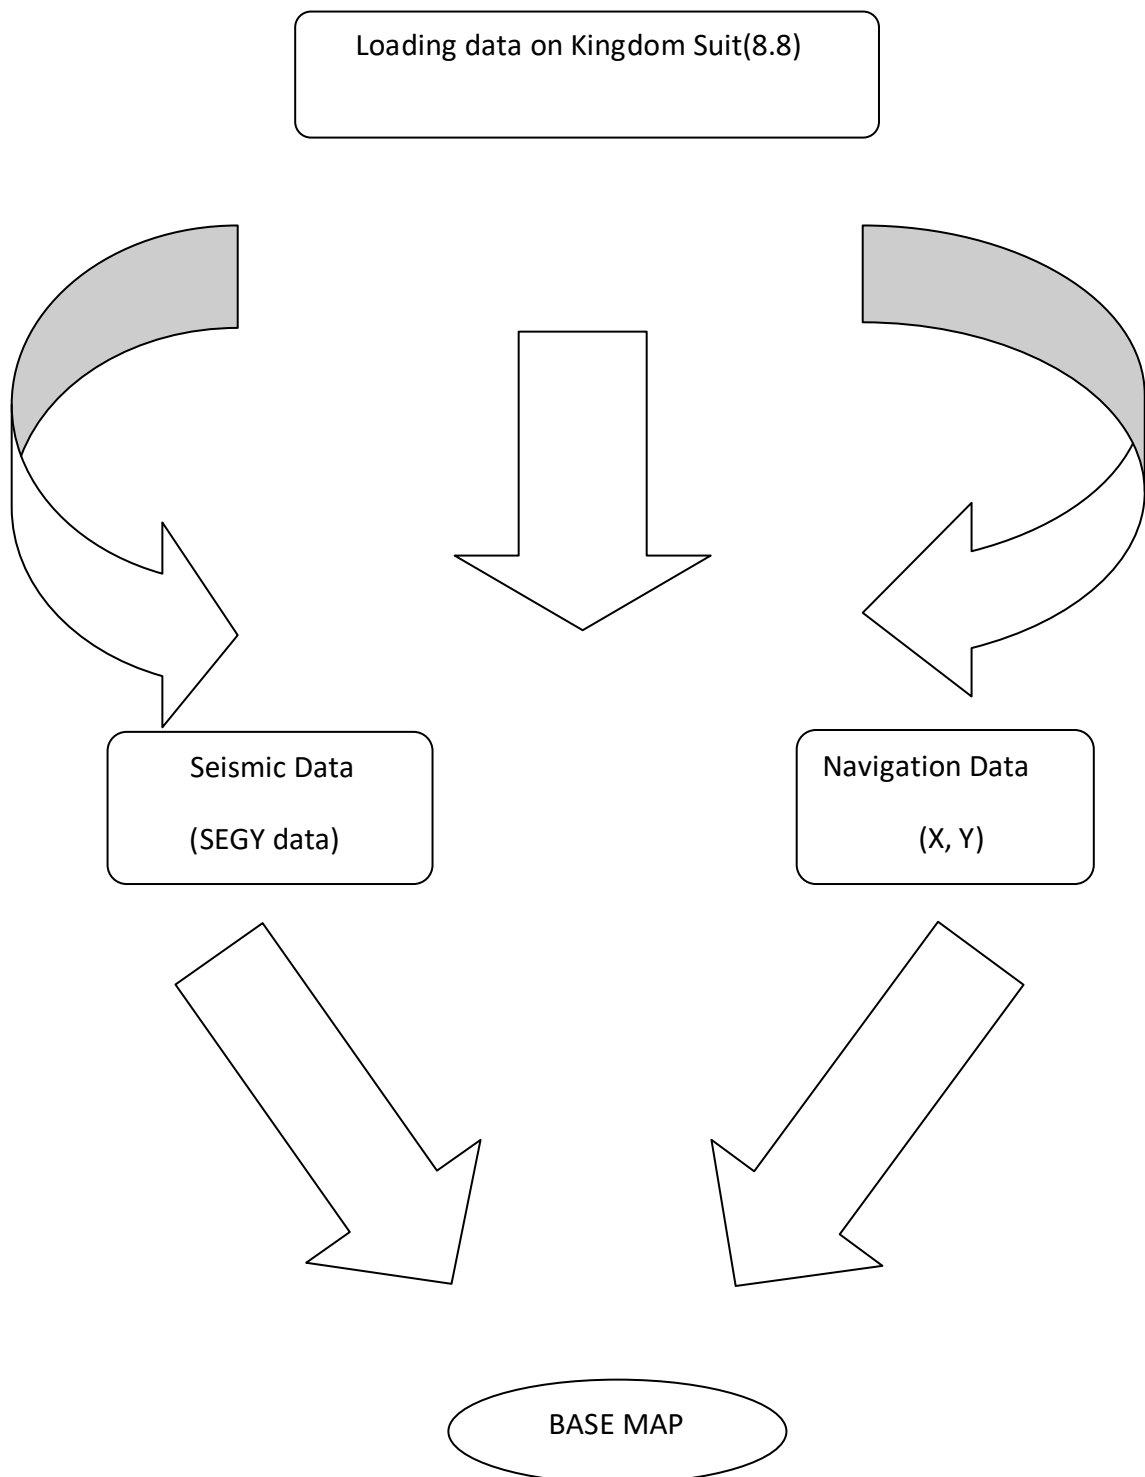 Loading data on Kingdom Suit(8.8)
Seismic Data
(SEGY data)
Navigation Data
(X, Y)
BASE MAP